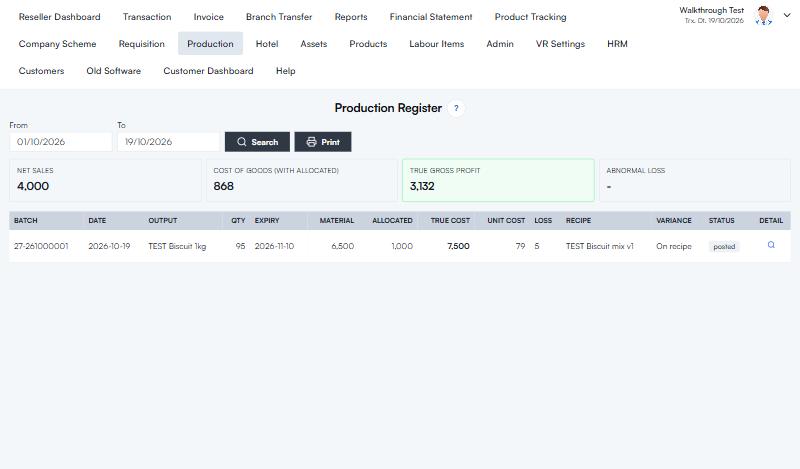 Reseller Dashboard Transaction Invoice Branch Transfer Reports Financial Statement Product Tracking
Walkthrough Test
Trx. Dt. 19/10/2026
Company Scheme Requisition Production Hotel Assets Products Labour Items Admin VR Settings HRM
Customers Old Software Customer Dashboard Help
Production Register ?
From To
01/10/2026 19/10/2026 Search Print
NET SALES COST OF GOODS (WITH ALLOCATED) TRUE GROSS PROFIT ABNORMAL LOSS
4,000 868 3,132 -
BATCH DATE OUTPUT QTY EXPIRY MATERIAL ALLOCATED TRUE COST UNIT COST LOSS RECIPE VARIANCE STATUS DETAIL
27-261000001 2026-10-19 TEST Biscuit 1kg 95 2026-11-10 6,500 1,000 7,500 79 5 TEST Biscuit mix v1 On recipe posted